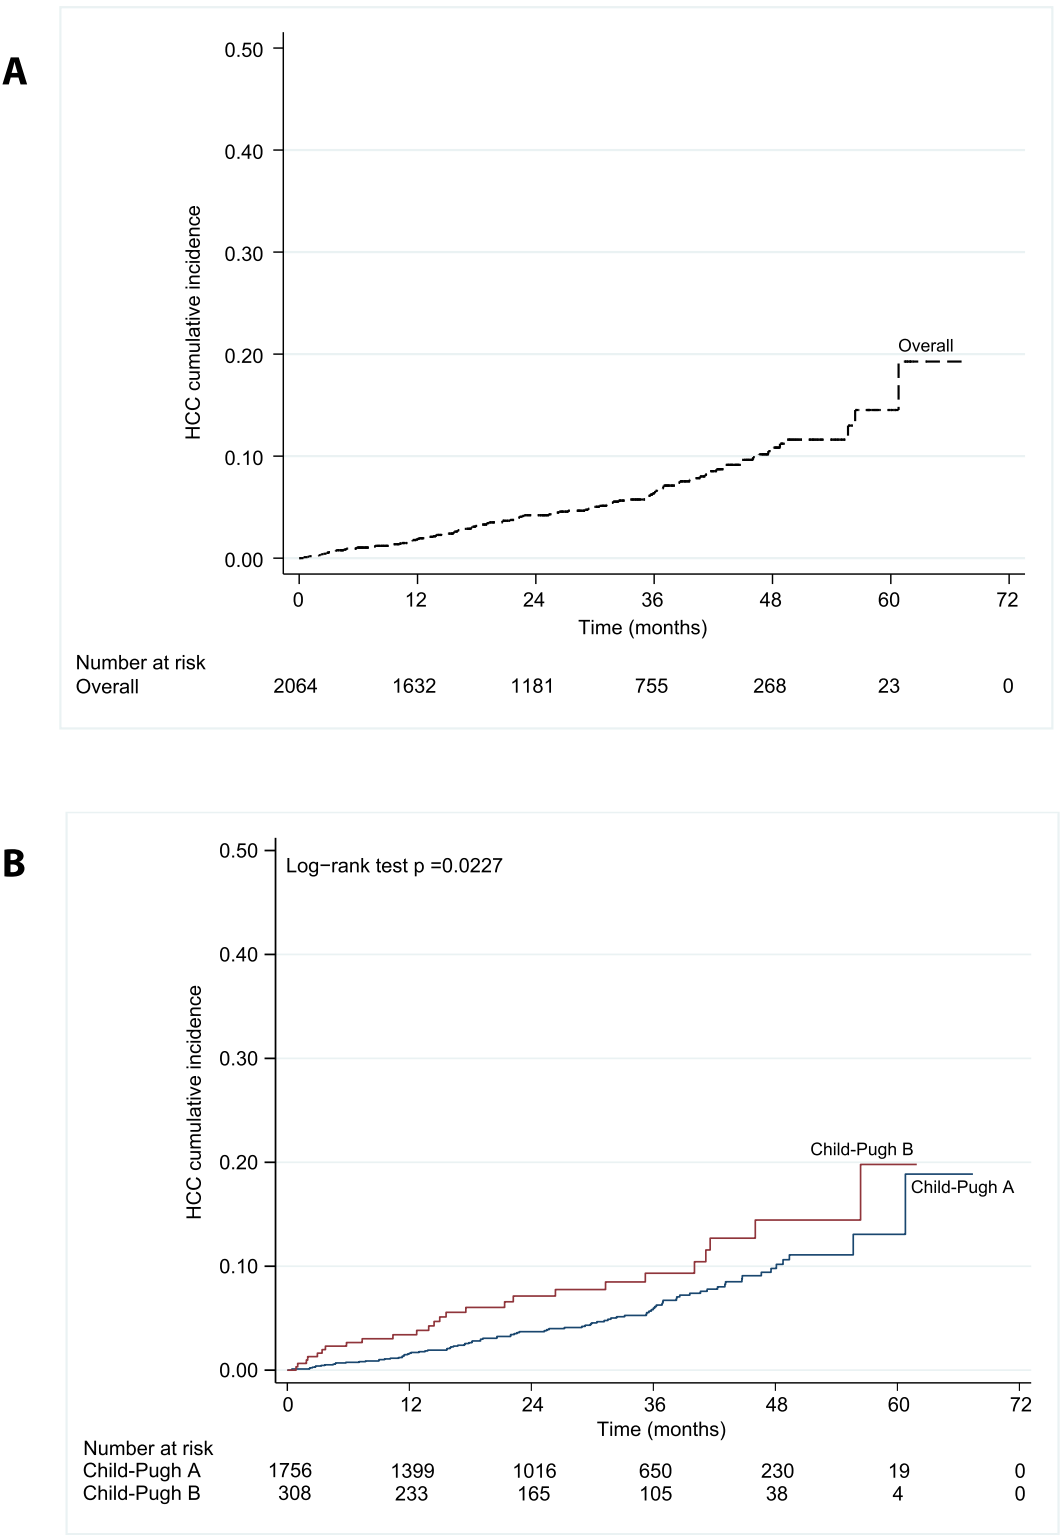 A
0.50
0.40
0.30
0.20
0.10
0.00
HCC cumulative incidence
Overall
0 12 24 36 48 60 72
Time (months)
Number at risk
Overall 2064 1632 1181 755 268 23 0
B
0.50
Log−rank test p =0.0227
0.40
0.30
0.20
0.10
0.00
HCC cumulative incidence
Child-Pugh B
Child-Pugh A
0 12 24 36 48 60 72
Time (months)
Number at risk
Child-Pugh A 1756 1399 1016 650 230 19 0
Child-Pugh B 308 233 165 105 38 4 0